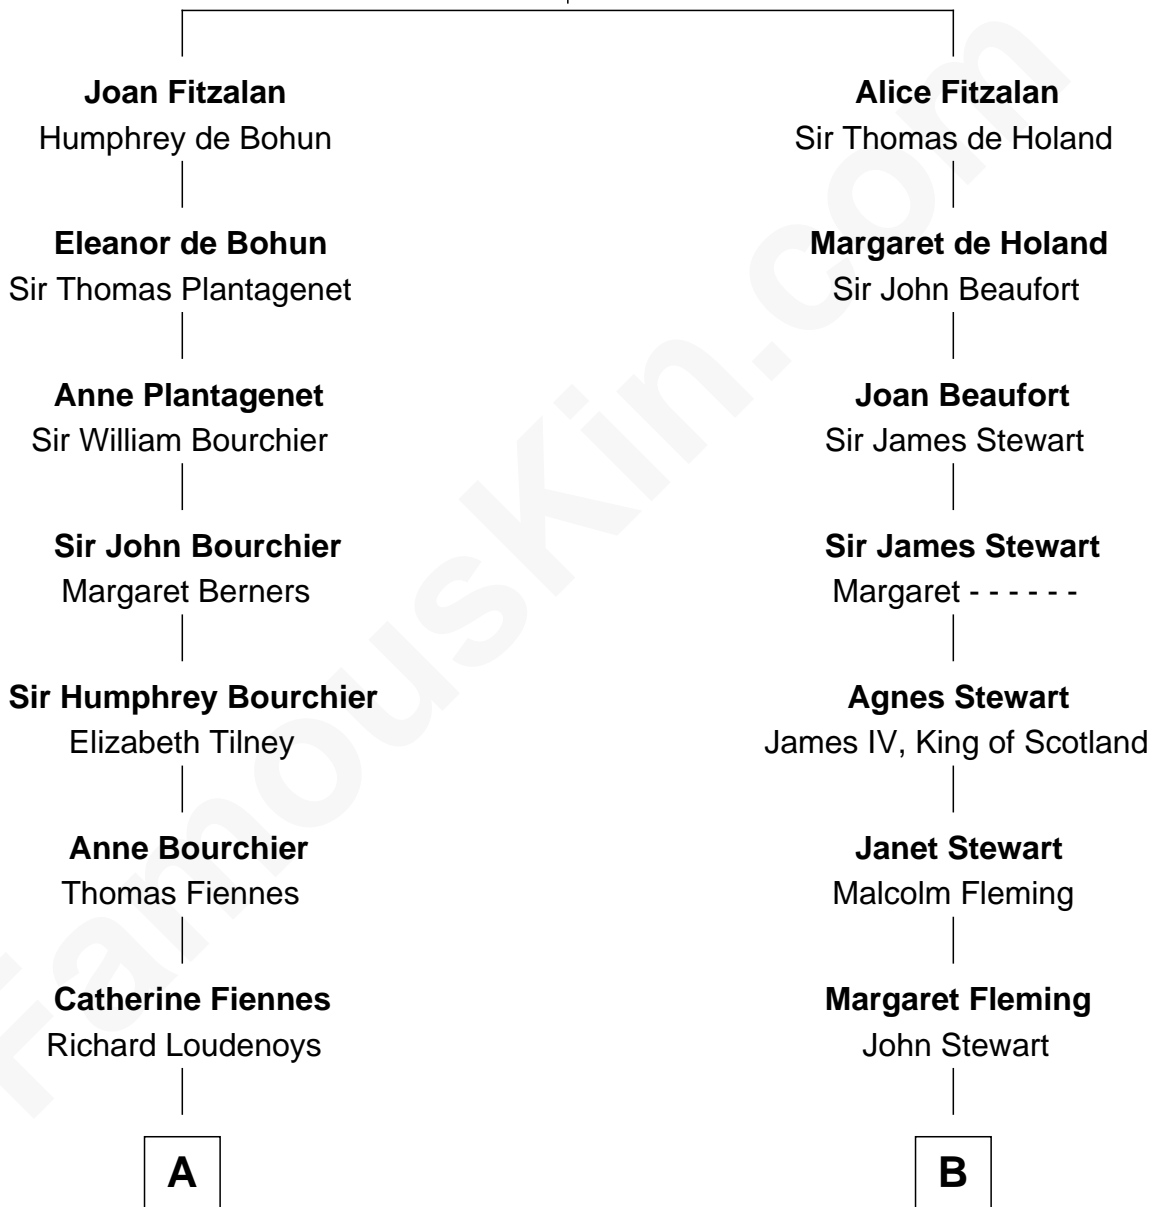 Joan Fitzalan
Humphrey de Bohun
Eleanor de Bohun
Sir Thomas Plantagenet
Anne Plantagenet
Sir William Bourchier
Sir John Bourchier
Margaret Berners
Sir Humphrey Bourchier
Elizabeth Tilney
Anne Bourchier
Thomas Fiennes
Catherine Fiennes
Richard Loudenoys
A
Alice Fitzalan
Sir Thomas de Holand
Margaret de Holand
Sir John Beaufort
Joan Beaufort
Sir James Stewart
Sir James Stewart
Margaret - - - - - -
Agnes Stewart
James IV, King of Scotland
Janet Stewart
Malcolm Fleming
Margaret Fleming
John Stewart
B
FamousKin.com